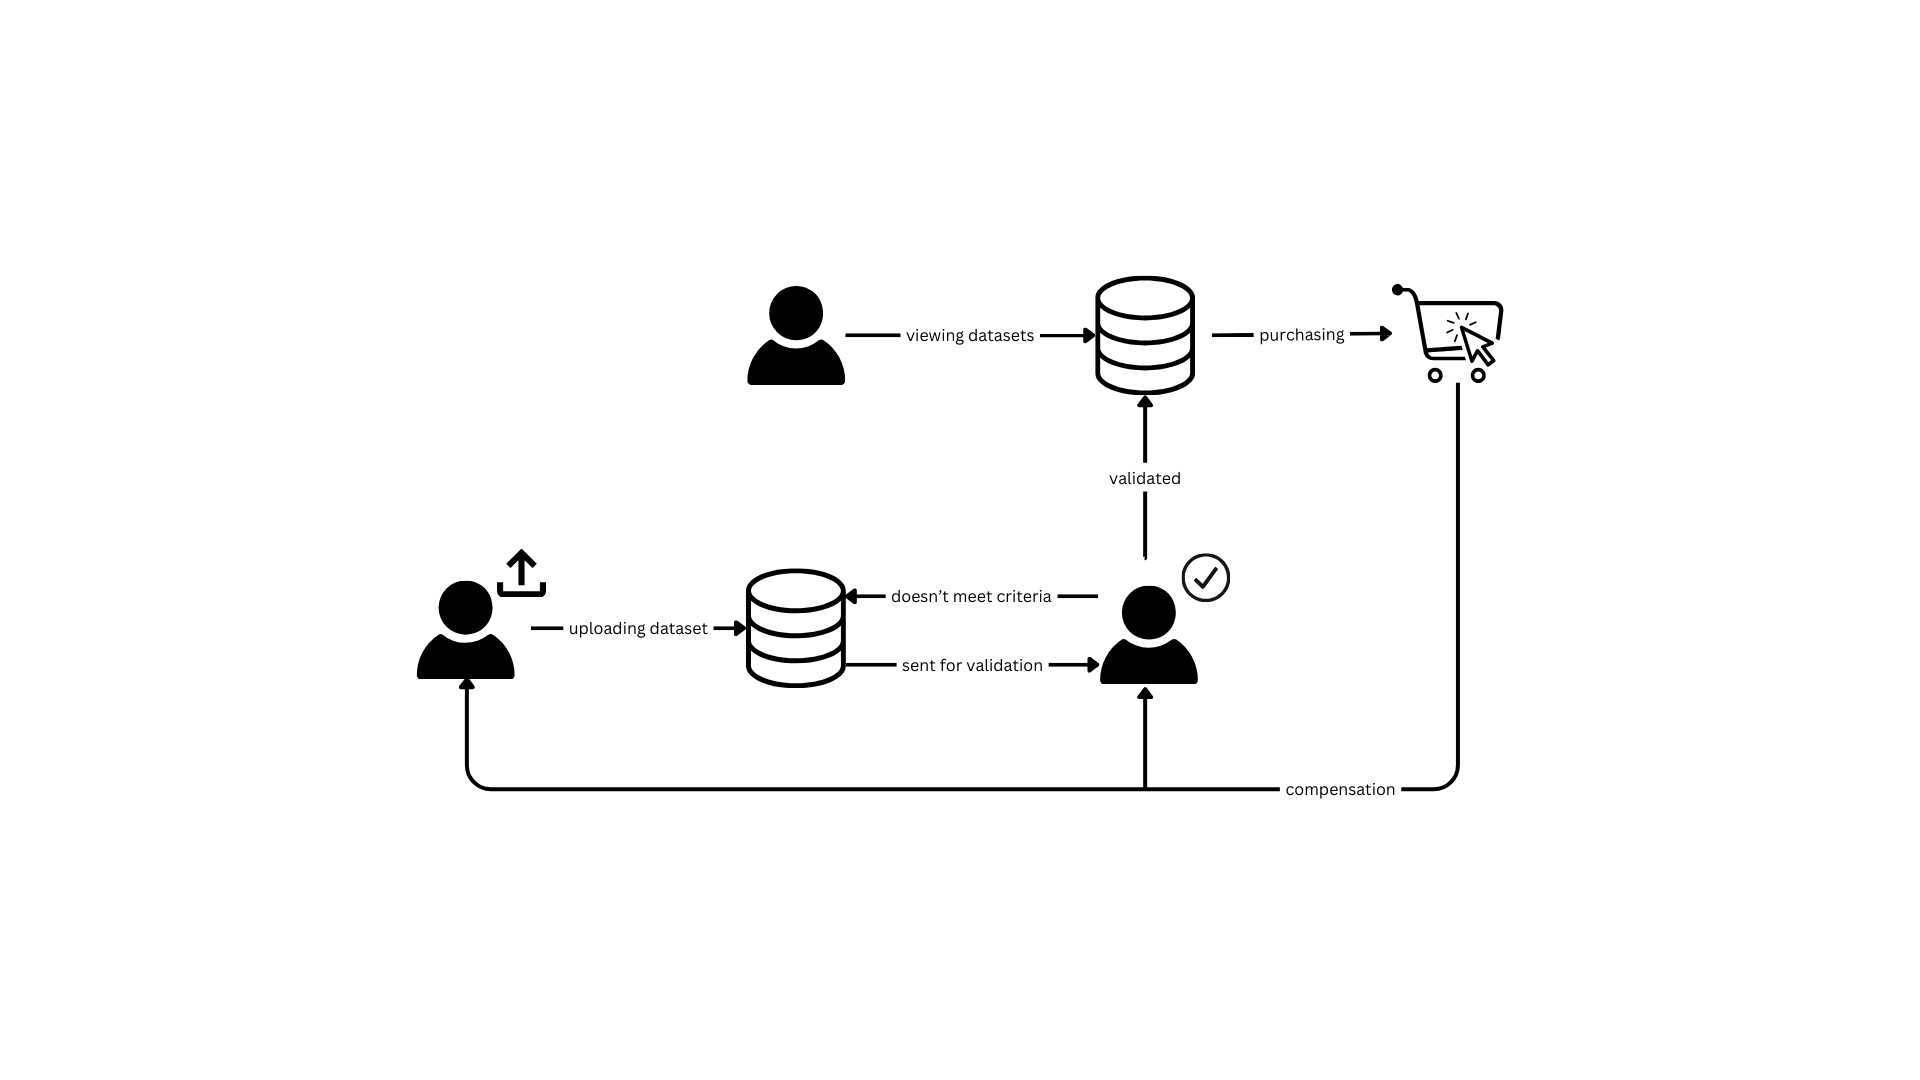 viewing datasets
purchasing
validated
doesn't meet criteria
uploading dataset
sent for validation
compensation